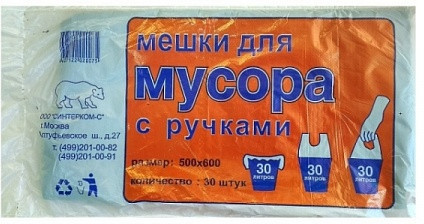 мешки для
мусора
с ручками
размер: 500х600
количество : 30 штук
30
литров
30
литров
30
литров
ООО "СИНТЕРКОМ-С"
г.Москва
Алтуфьевское ш., д.27
т. (499)201-00-82
(499)201-00-91